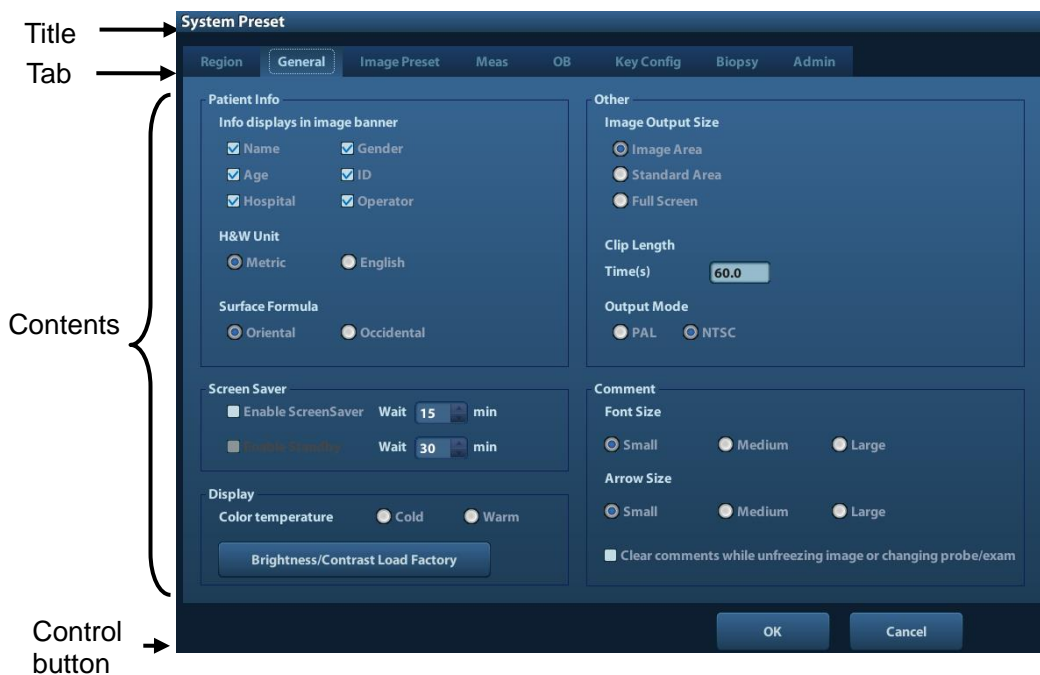 Title
System Preset
Tab
Region General Image Preset Meas OB Key Config Biopsy Admin
Contents
Patient Info
Info displays in image banner
Name Gender
Age ID
Hospital Operator
H&W Unit
Metric English
Surface Formula
Oriental Occidental
Screen Saver
Enable ScreenSaver Wait 15 min
Enable Standby Wait 30 min
Display
Color temperature Cold Warm
Brightness/Contrast Load Factory
Other
Image Output Size
Image Area
Standard Area
Full Screen
Clip Length
Time(s) 60.0
Output Mode
PAL NTSC
Comment
Font Size
Small Medium Large
Arrow Size
Small Medium Large
Clear comments while unfreezing image or changing probe/exam
Control
button
OK Cancel